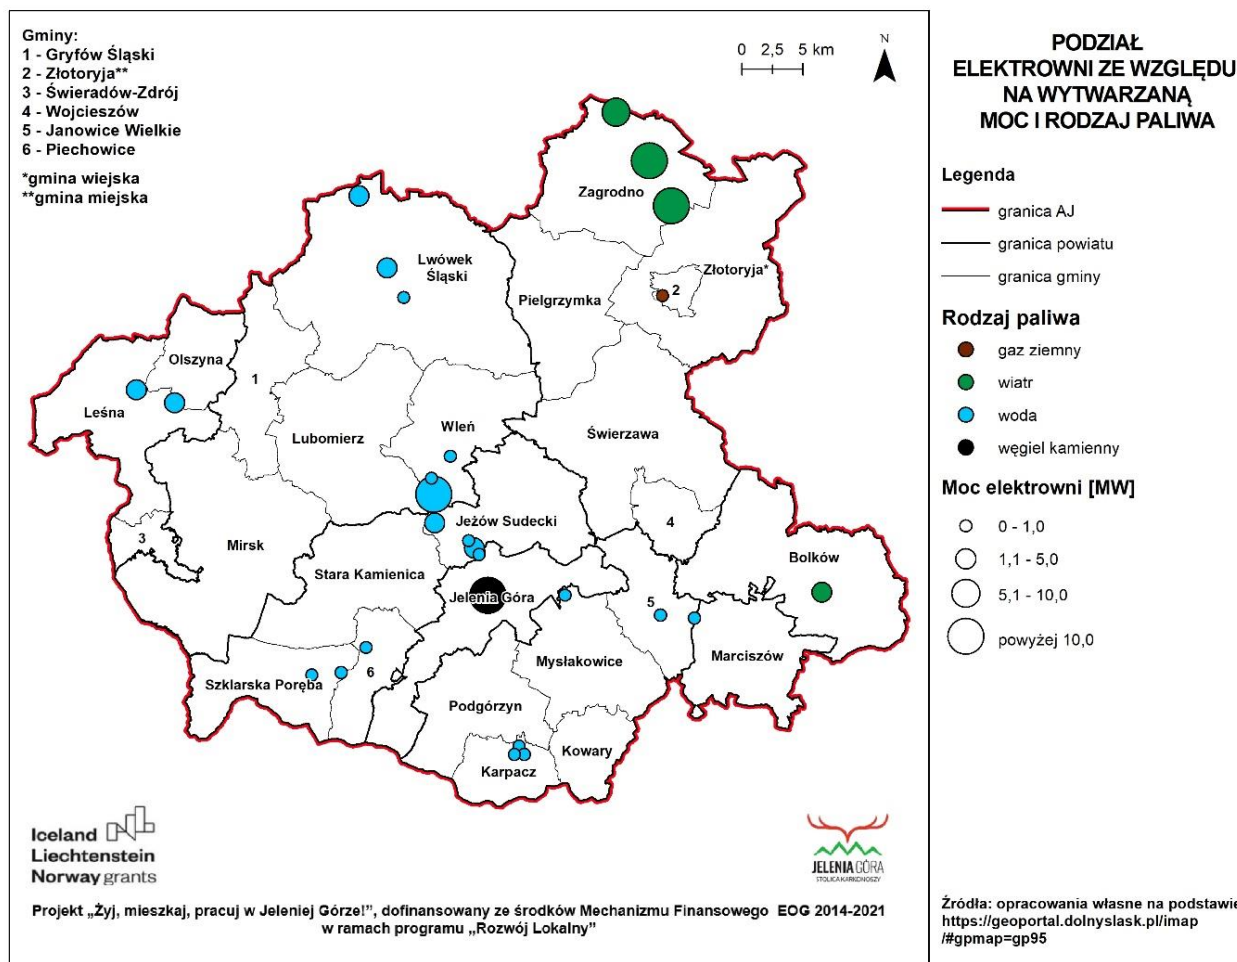 Gminy:
1 - Gryfów Śląski
2 - Złotoryja**
3 - Świeradów-Zdrój
4 - Wojcieszów
5 - Janowice Wielkie
6 - Piechowice
*gmina wiejska
**gmina miejska
0 2,5 5 km
N
Zagrodno
Lwówek
Śląski
Złotoryja*
2
Pielgrzymka
Olszyna
1
Leśna
Lubomierz
Wleń
Świerzawa
Jeżów Sudecki
4
3
Mirsk
Bolków
Stara Kamienica
Jelenia Góra
5
Mysłakowice
Marciszów
6
Szklarska Poręba
Podgórzyn
Kowary
Karpacz
Iceland
Liechtenstein
Norway grants
JELENIA GÓRA
STOLICA KARKONOSZY
Projekt „Żyj, mieszkaj, pracuj w Jeleniej Górze!”, dofinansowany ze środków Mechanizmu Finansowego EOG 2014-2021
w ramach programu „Rozwój Lokalny”
PODZIAŁ
ELEKTROWNI ZE WZGLĘDU
NA WYTWARZANĄ
MOC I RODZAJ PALIWA
Legenda
granica AJ
granica powiatu
granica gminy
Rodzaj paliwa
gaz ziemny
wiatr
woda
węgiel kamienny
Moc elektrowni [MW]
0 - 1,0
1,1 - 5,0
5,1 - 10,0
powyżej 10,0
Źródła: opracowania własne na podstawie
https://geoportal.dolnyslask.pl/imap
/#gpmap=gp95